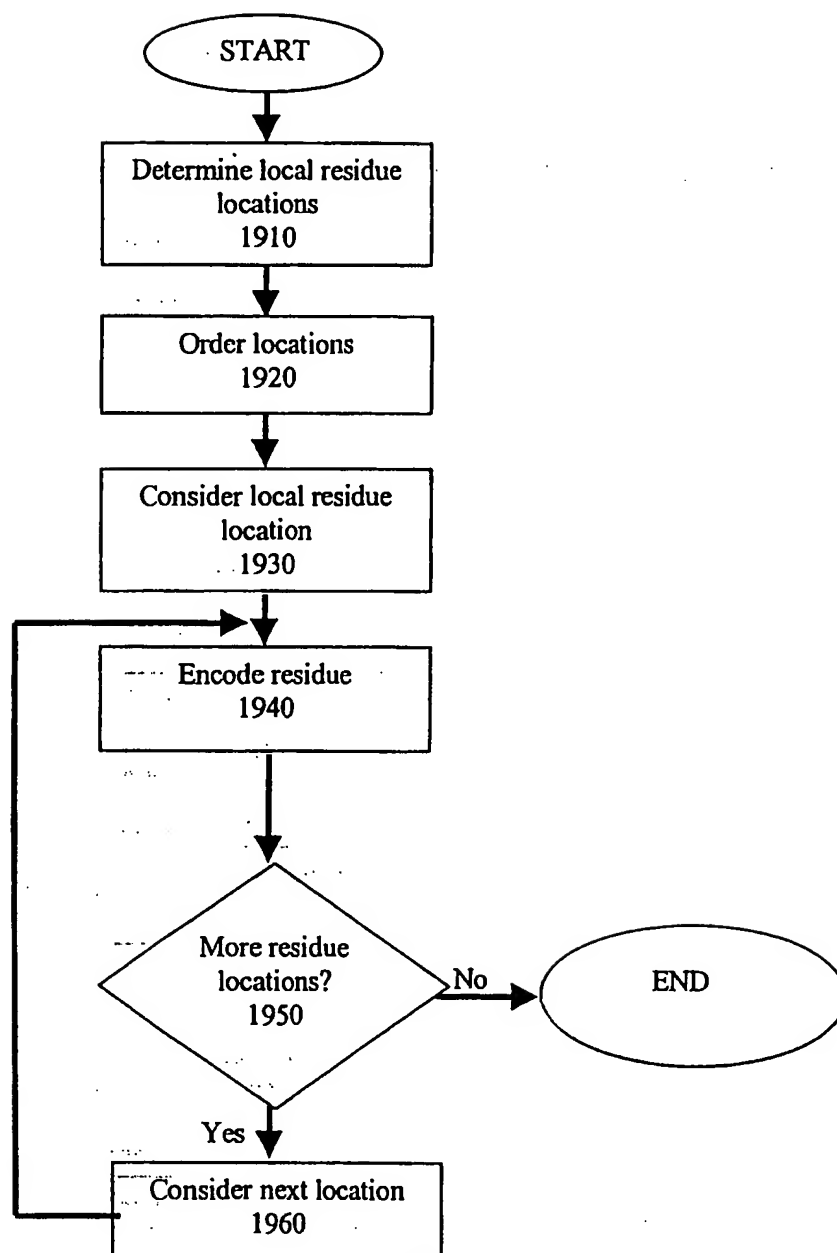 START
Determine local residue
locations
1910
Order locations
1920
Consider local residue
location
1930
Encode residue
1940
More residue
locations?
1950
No
END
Yes
Consider next location
1960